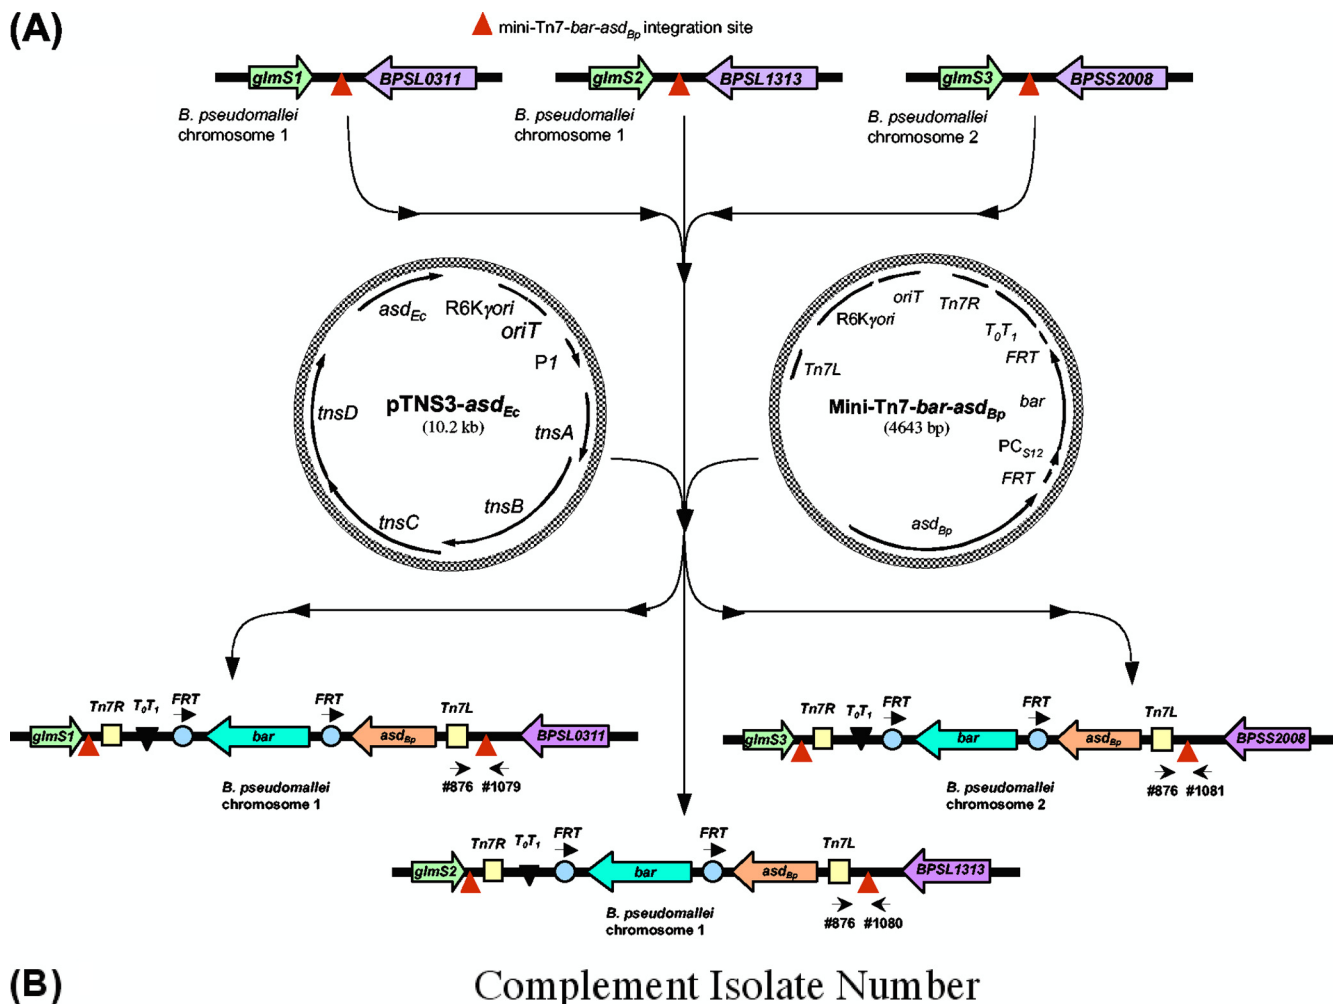 (A)
mini-Tn7-bar-asdBp integration site
glmS1 BPSL0311
glmS2 BPSL1313
glmS3 BPSS2008
B. pseudomallei
chromosome 1
B. pseudomallei
chromosome 1
B. pseudomallei
chromosome 2
asdEc
R6Kγori
oriT
P1
tnsA
tnsB
tnsC
tnsD
pTNS3-asdEc
(10.2 kb)
oriT
Tn7R
R6Kγori
T0T1
FRT
Tn7L
bar
Mini-Tn7-bar-asdBp
(4643 bp)
PCS12
FRT
asdBp
Tn7R T0T1 FRT FRT Tn7L
glmS1 bar asdBp BPSL0311
#876 #1079
B. pseudomallei
chromosome 1
Tn7R T0T1 FRT FRT Tn7L
glmS3 bar asdBp BPSS2008
#876 #1081
B. pseudomallei
chromosome 2
Tn7R T0T1 FRT FRT Tn7L
glmS2 bar asdBp BPSL1313
#876 #1080
B. pseudomallei
chromosome 1
(B) Complement Isolate Number